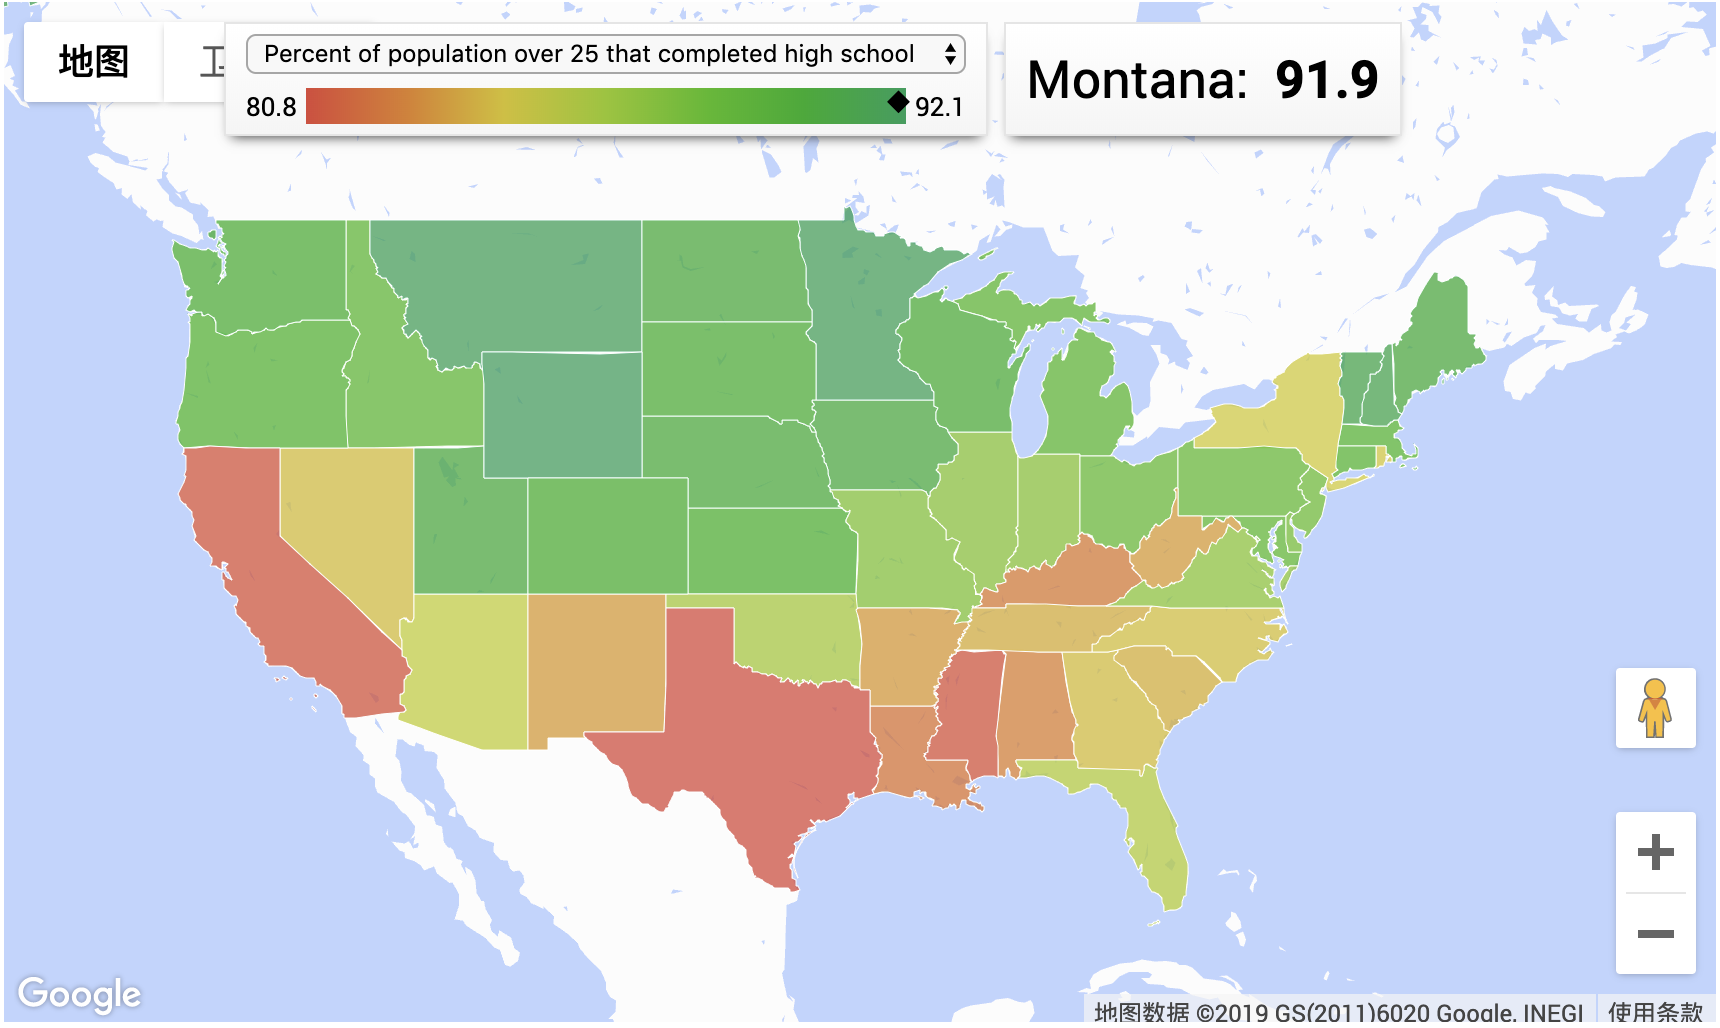 地图
Percent of population over 25 that completed high school
80.8
92.1
Montana: 91.9
Google
地图数据 ©2019 GS(2011)6020 Google, INEGI
使用条款